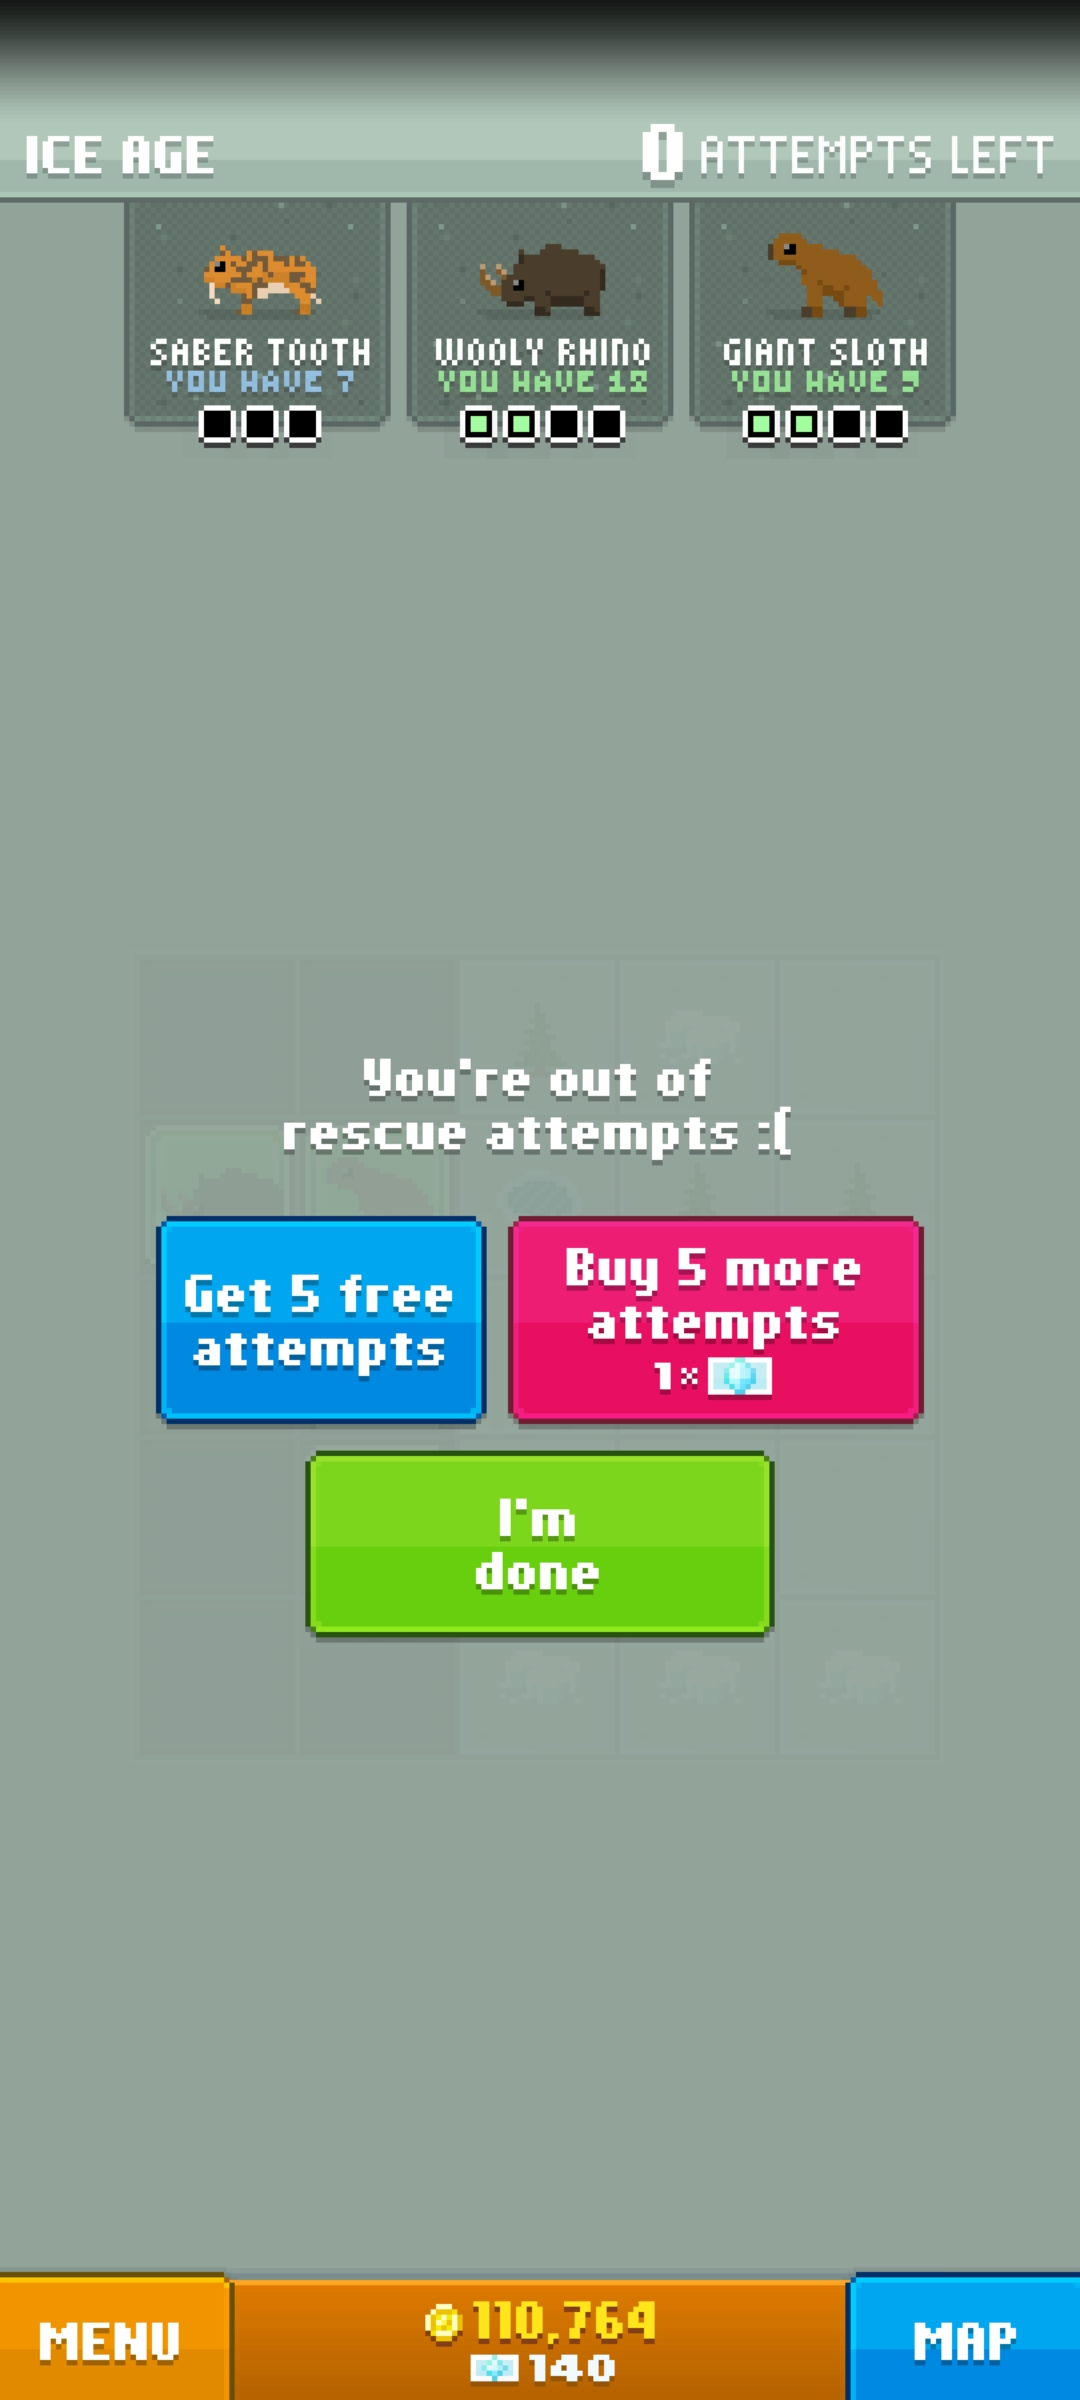 ICE AGE
0 ATTEMPTS LEFT
SABER TOOTH
YOU HAVE 7
WOOLY RHINO
YOU HAVE 12
GIANT SLOTH
YOU HAVE 5
You're out of
rescue attempts :(
Get 5 free
attempts
Buy 5 more
attempts
1×
I'm
done
MENU
110,764
140
MAP